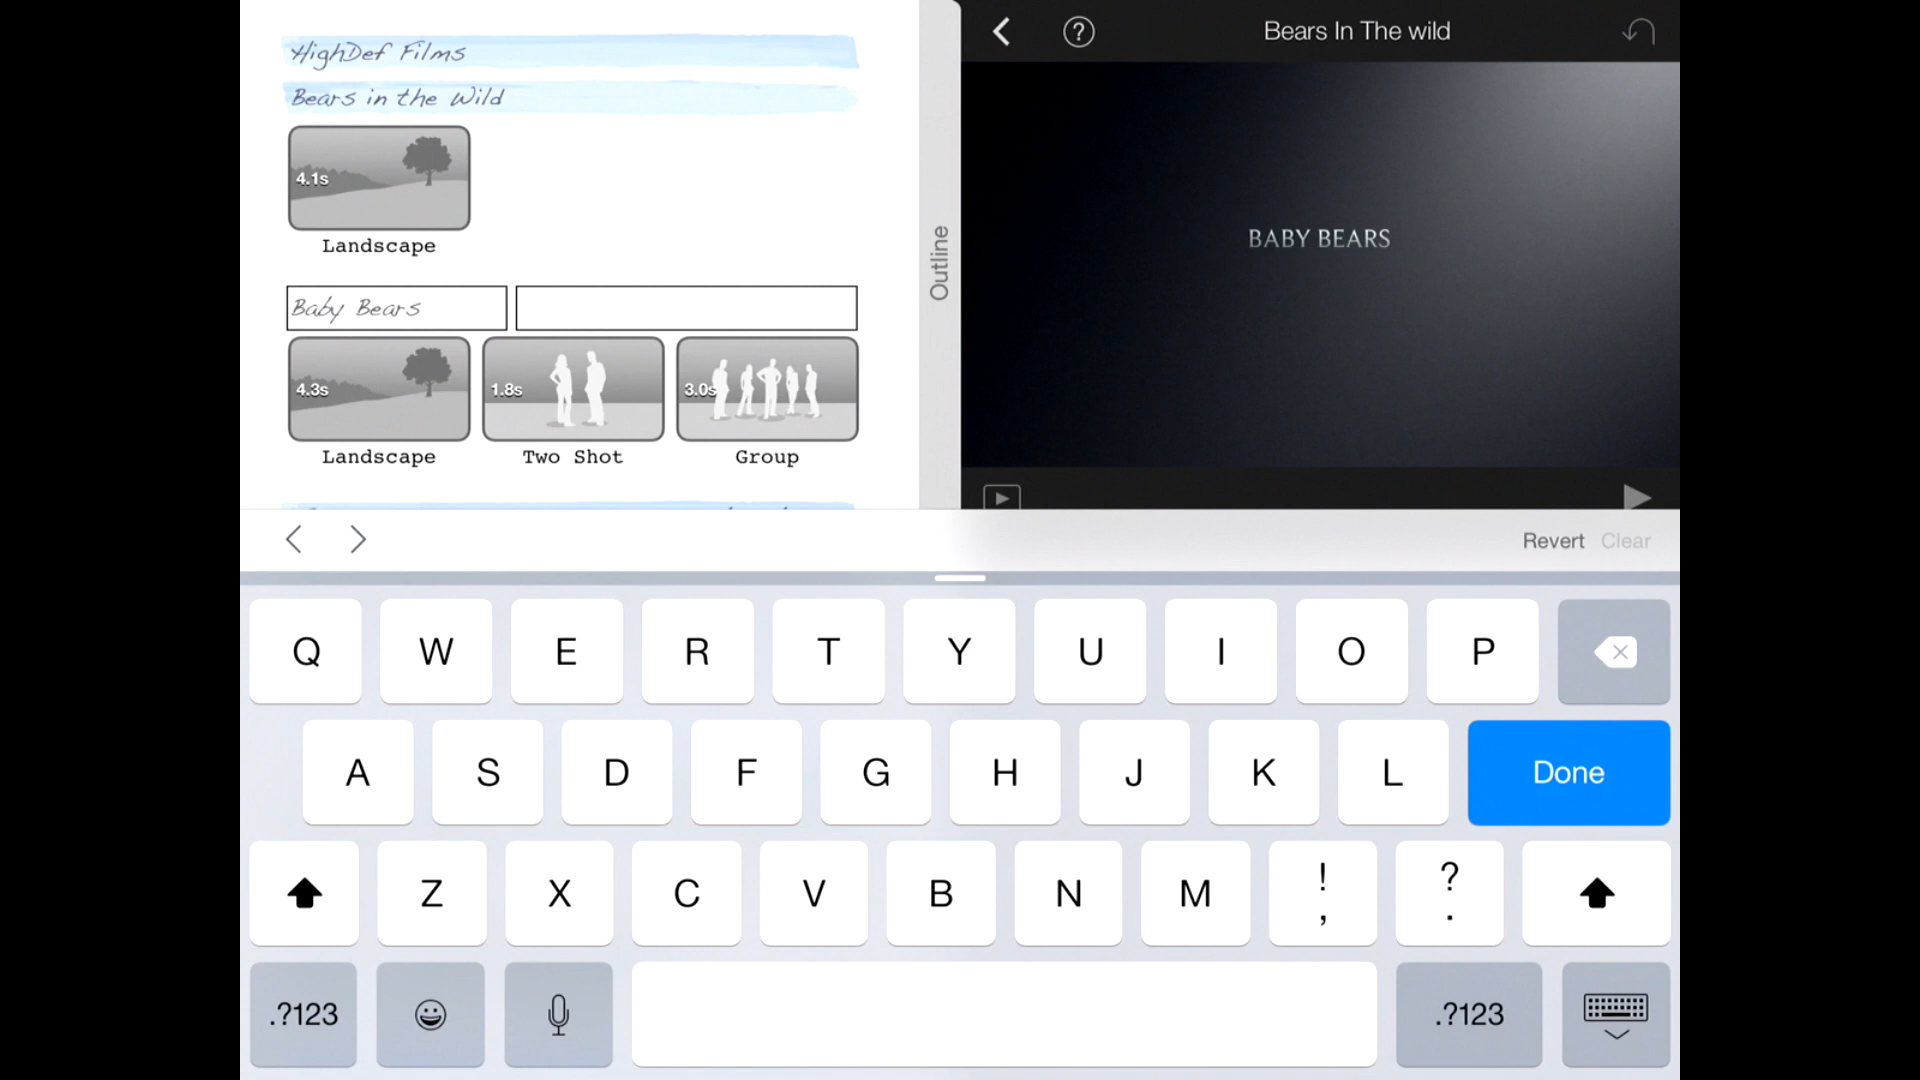 HighDef Films
Bears in the Wild
4.1s
Landscape
Baby Bears
4.3s
1.8s
3.0s
Landscape Two Shot Group
Outline
?
Bears In The wild
BABY BEARS
Revert Clear
Q W E R T Y U I O P
A S D F G H J K L Done
Z X C V B N M ! , ? .
.?123 .?123